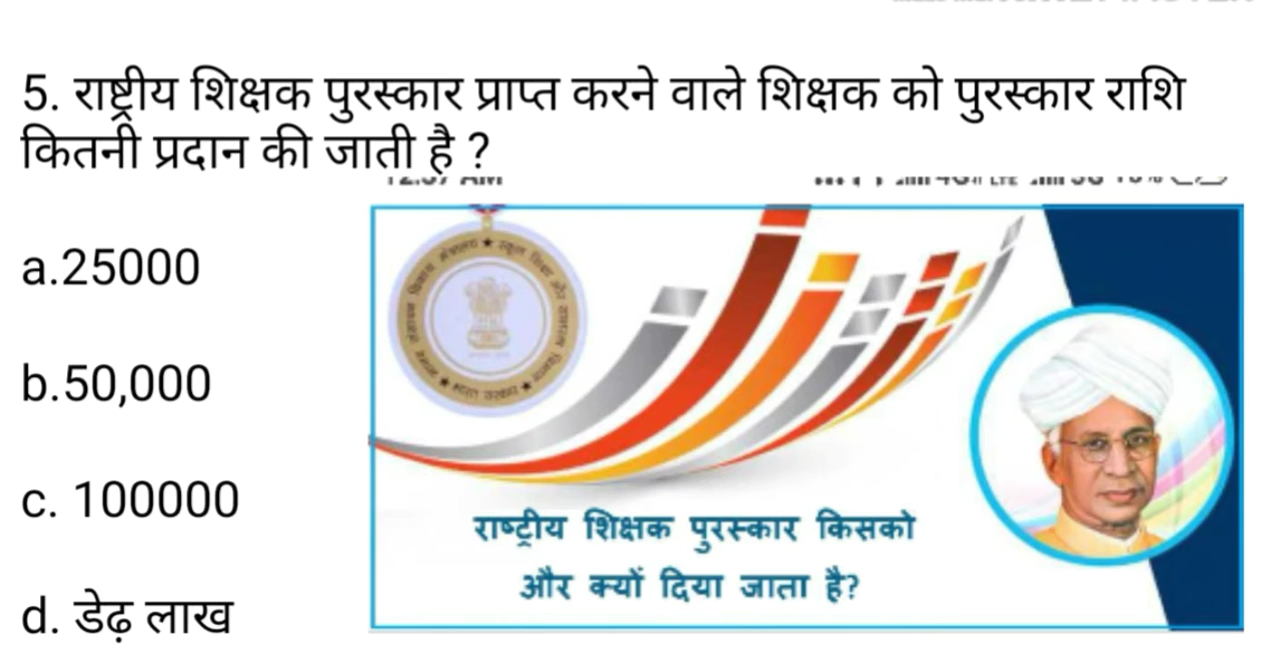 5. राष्ट्रीय शिक्षक पुरस्कार प्राप्त करने वाले शिक्षक को पुरस्कार राशि
कितनी प्रदान की जाती है ?
a.25000
b.50,000
c. 100000
d. डेढ़ लाख
राष्ट्रीय शिक्षक पुरस्कार किसको
और क्यों दिया जाता है?